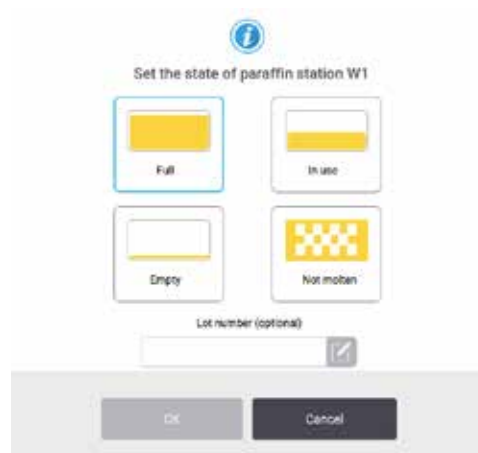 Set the state of paraffin station W1
Full
In use
Empty
Not molten
Lot number (optional)
OK
Cancel